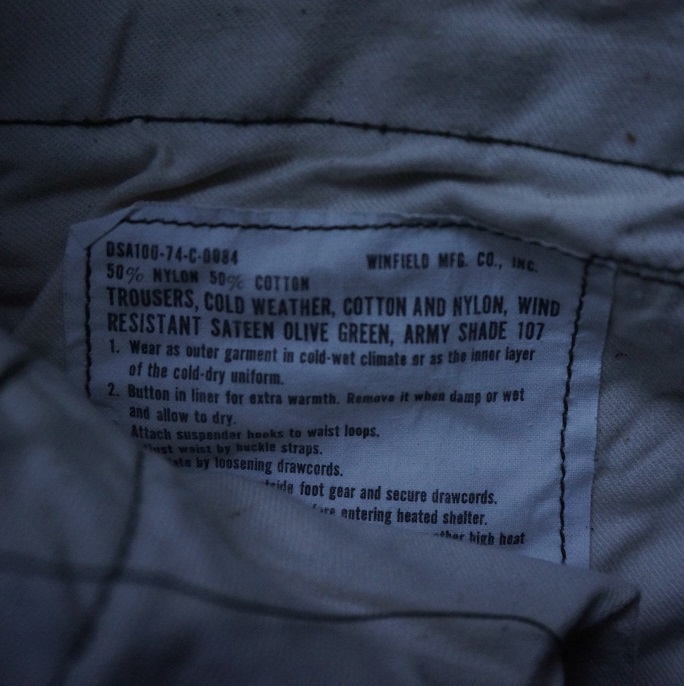 DSA100-74-C-0084 WINFIELD MFG. CO., INC.
50% NYLON 50% COTTON
TROUSERS, COLD WEATHER, COTTON AND NYLON, WIND
RESISTANT SATEEN OLIVE GREEN, ARMY SHADE 107
1. Wear as outer garment in cold-wet climate or as the inner layer
of the cold-dry uniform.
2. Button in liner for extra warmth. Remove it when damp or wet
and allow to dry.
Attach suspender hooks to waist loops.
waist by buckle straps.
by loosening drawcords.
foot gear and secure drawcords.
entering heated shelter.
high heat